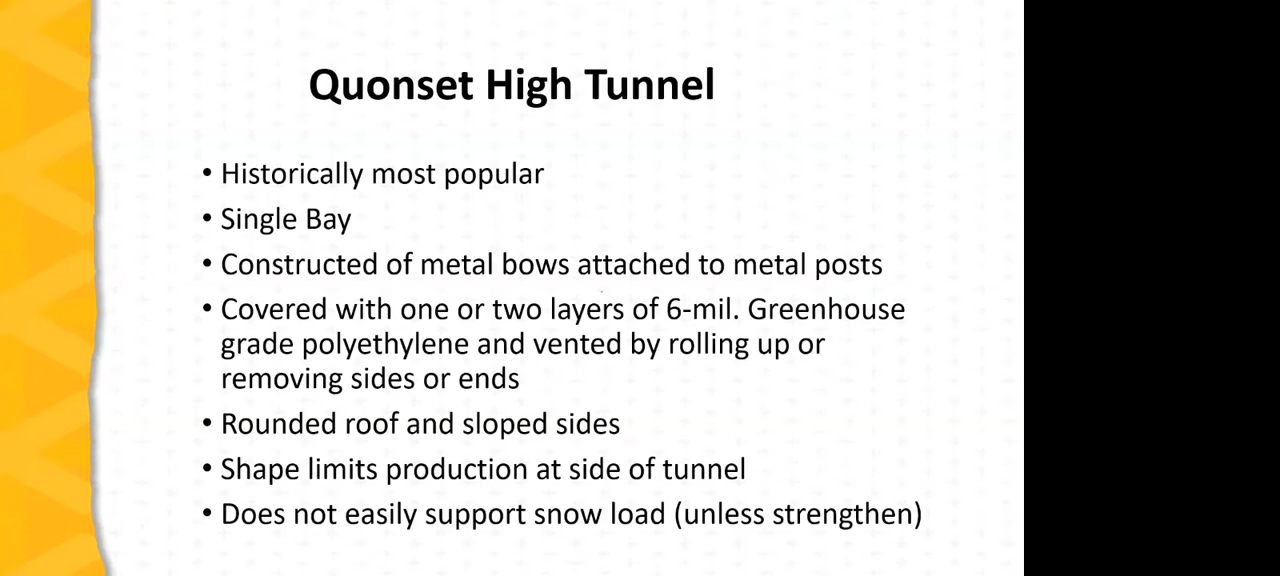 Quonset High Tunnel
• Historically most popular
• Single Bay
• Constructed of metal bows attached to metal posts
• Covered with one or two layers of 6-mil. Greenhouse
grade polyethylene and vented by rolling up or
removing sides or ends
• Rounded roof and sloped sides
• Shape limits production at side of tunnel
• Does not easily support snow load (unless strengthen)